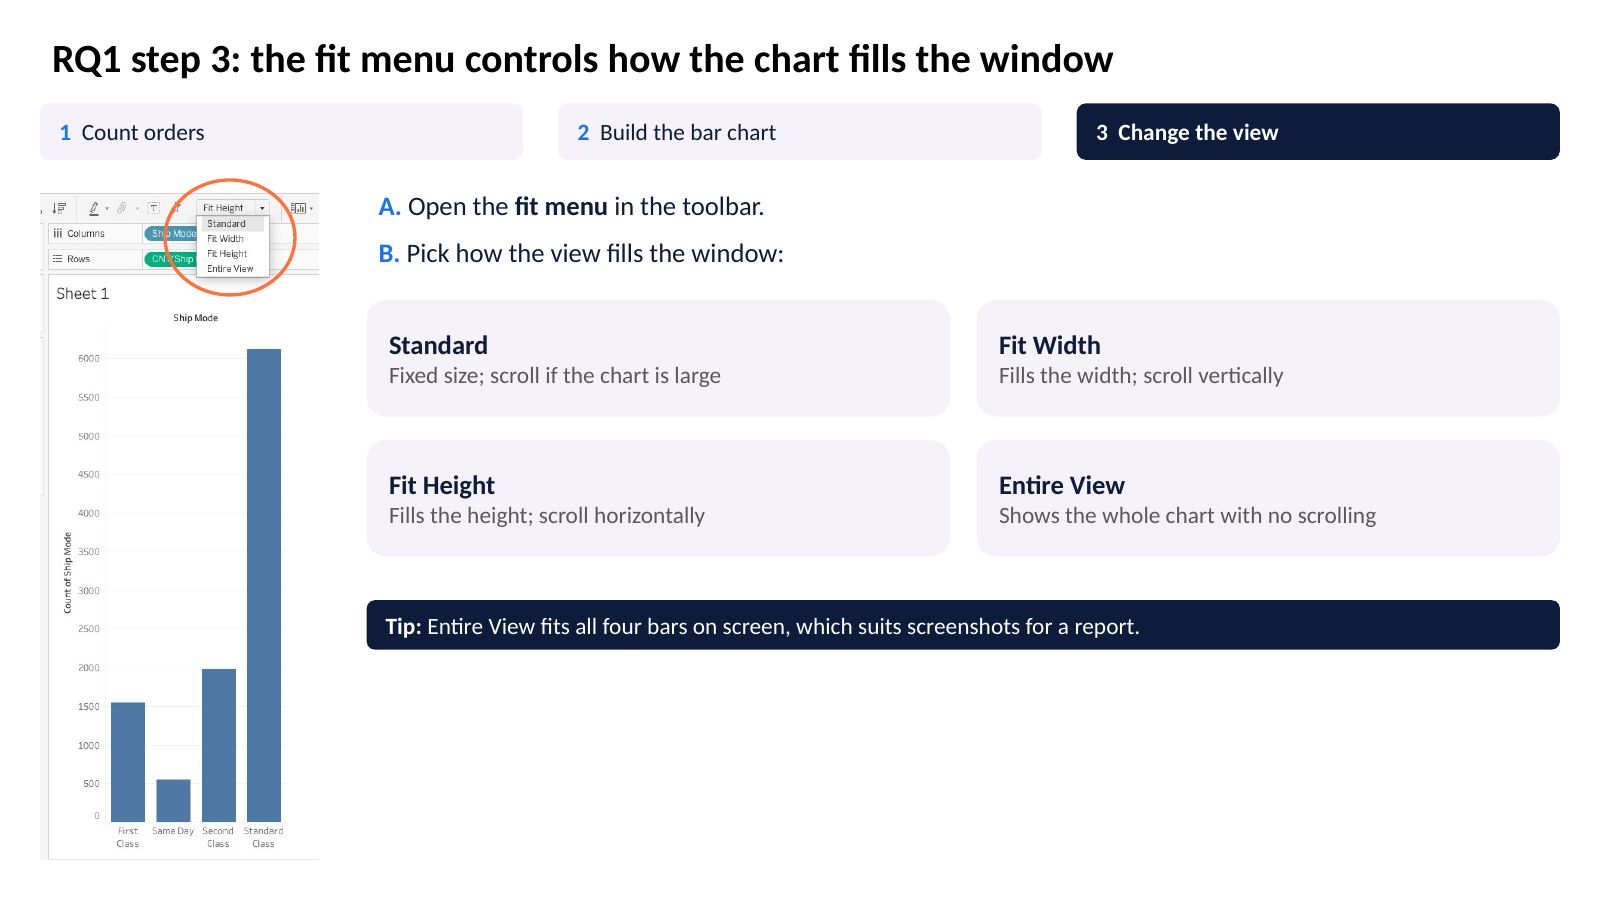 RQ1 step 3: the fit menu controls how the chart fills the window
1 Count orders
2 Build the bar chart
3 Change the view
Fit Height
Standard
Fit Width
Fit Height
Entire View
Columns
Ship Mode
Rows
Sheet 1
Ship Mode
Count of Ship Mode
6000
5500
5000
4500
4000
3500
3000
2500
2000
1500
1000
500
0
First Class
Same Day
Second Class
Standard Class
A. Open the fit menu in the toolbar.
B. Pick how the view fills the window:
Standard
Fixed size; scroll if the chart is large
Fit Width
Fills the width; scroll vertically
Fit Height
Fills the height; scroll horizontally
Entire View
Shows the whole chart with no scrolling
Tip: Entire View fits all four bars on screen, which suits screenshots for a report.